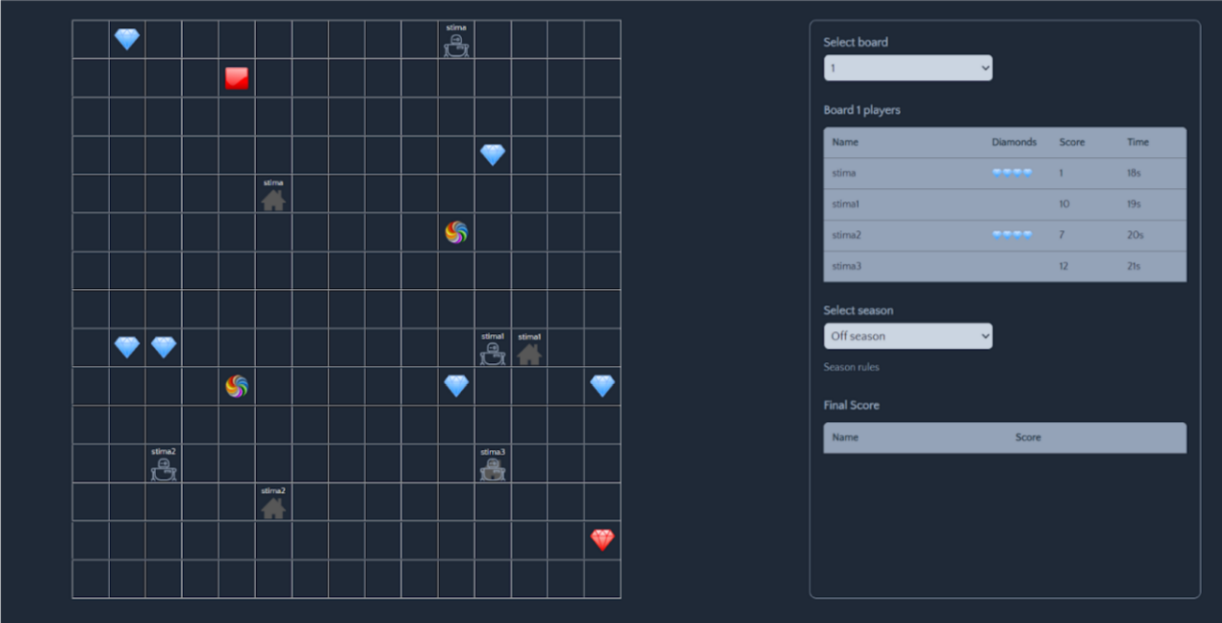 stima
stima
stima1 stima1
stima2 stima3
stima2
Select board
1
Board 1 players
Name Diamonds Score Time
stima 1 18s
stima1 10 19s
stima2 7 20s
stima3 12 21s
Select season
Off season
Season rules
Final Score
Name Score